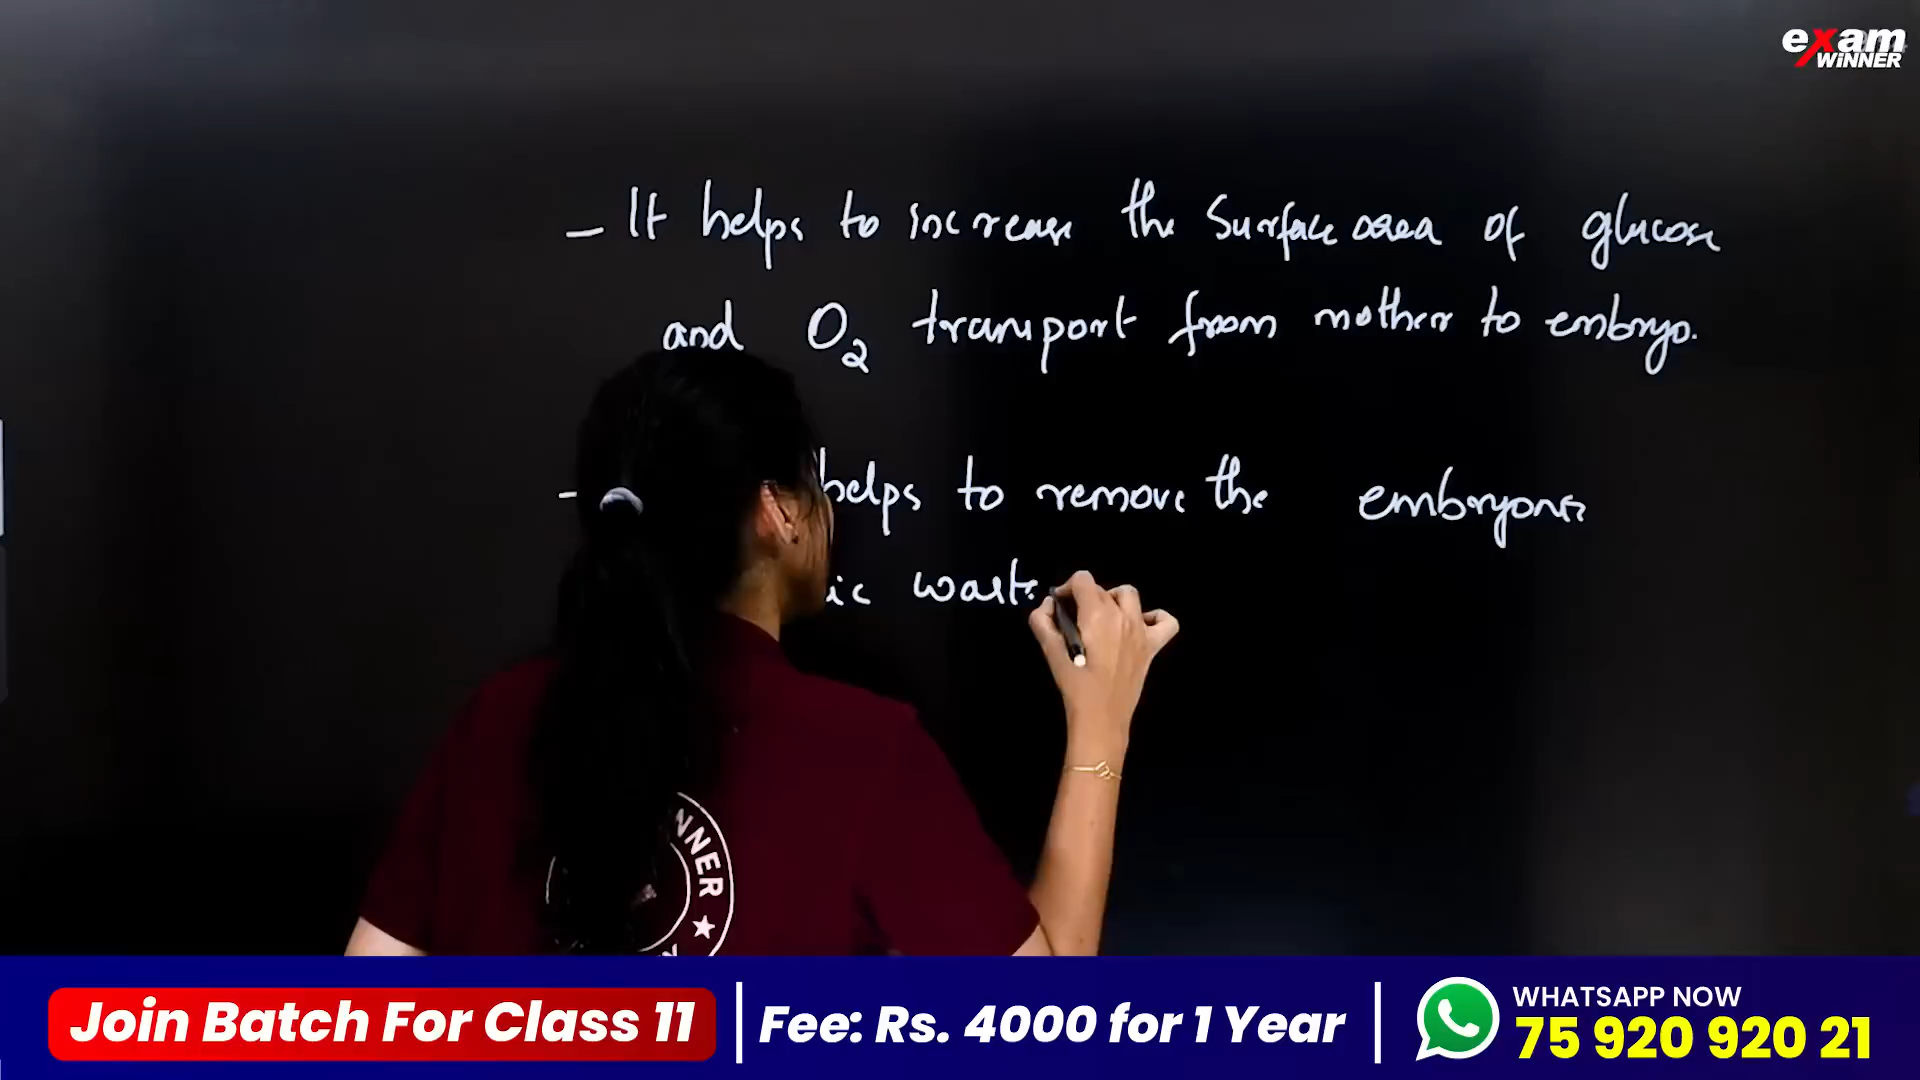 exam
WiNNER
– It helps to increase the surface area of glucose
and O2 transport from mother to embryo.
– helps to remove the
ic waste
NNER
Join Batch For Class 11
Fee: Rs. 4000 for 1 Year
WHATSAPP NOW
75 920 920 21